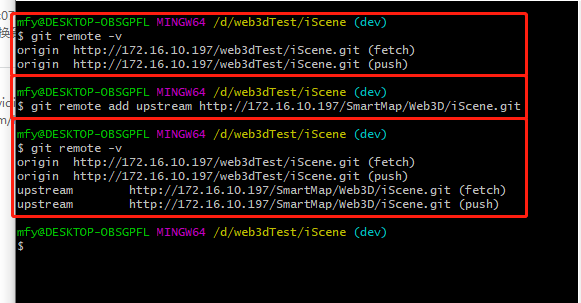 mfy@DESKTOP-OBSGPFL MINGW64 /d/web3dTest/iScene (dev)
$ git remote -v
origin  http://172.16.10.197/web3dTest/iScene.git (fetch)
origin  http://172.16.10.197/web3dTest/iScene.git (push)
mfy@DESKTOP-OBSGPFL MINGW64 /d/web3dTest/iScene (dev)
$ git remote add upstream http://172.16.10.197/SmartMap/Web3D/iScene.git
mfy@DESKTOP-OBSGPFL MINGW64 /d/web3dTest/iScene (dev)
$ git remote -v
origin  http://172.16.10.197/web3dTest/iScene.git (fetch)
origin  http://172.16.10.197/web3dTest/iScene.git (push)
upstream        http://172.16.10.197/SmartMap/Web3D/iScene.git (fetch)
upstream        http://172.16.10.197/SmartMap/Web3D/iScene.git (push)
mfy@DESKTOP-OBSGPFL MINGW64 /d/web3dTest/iScene (dev)
$